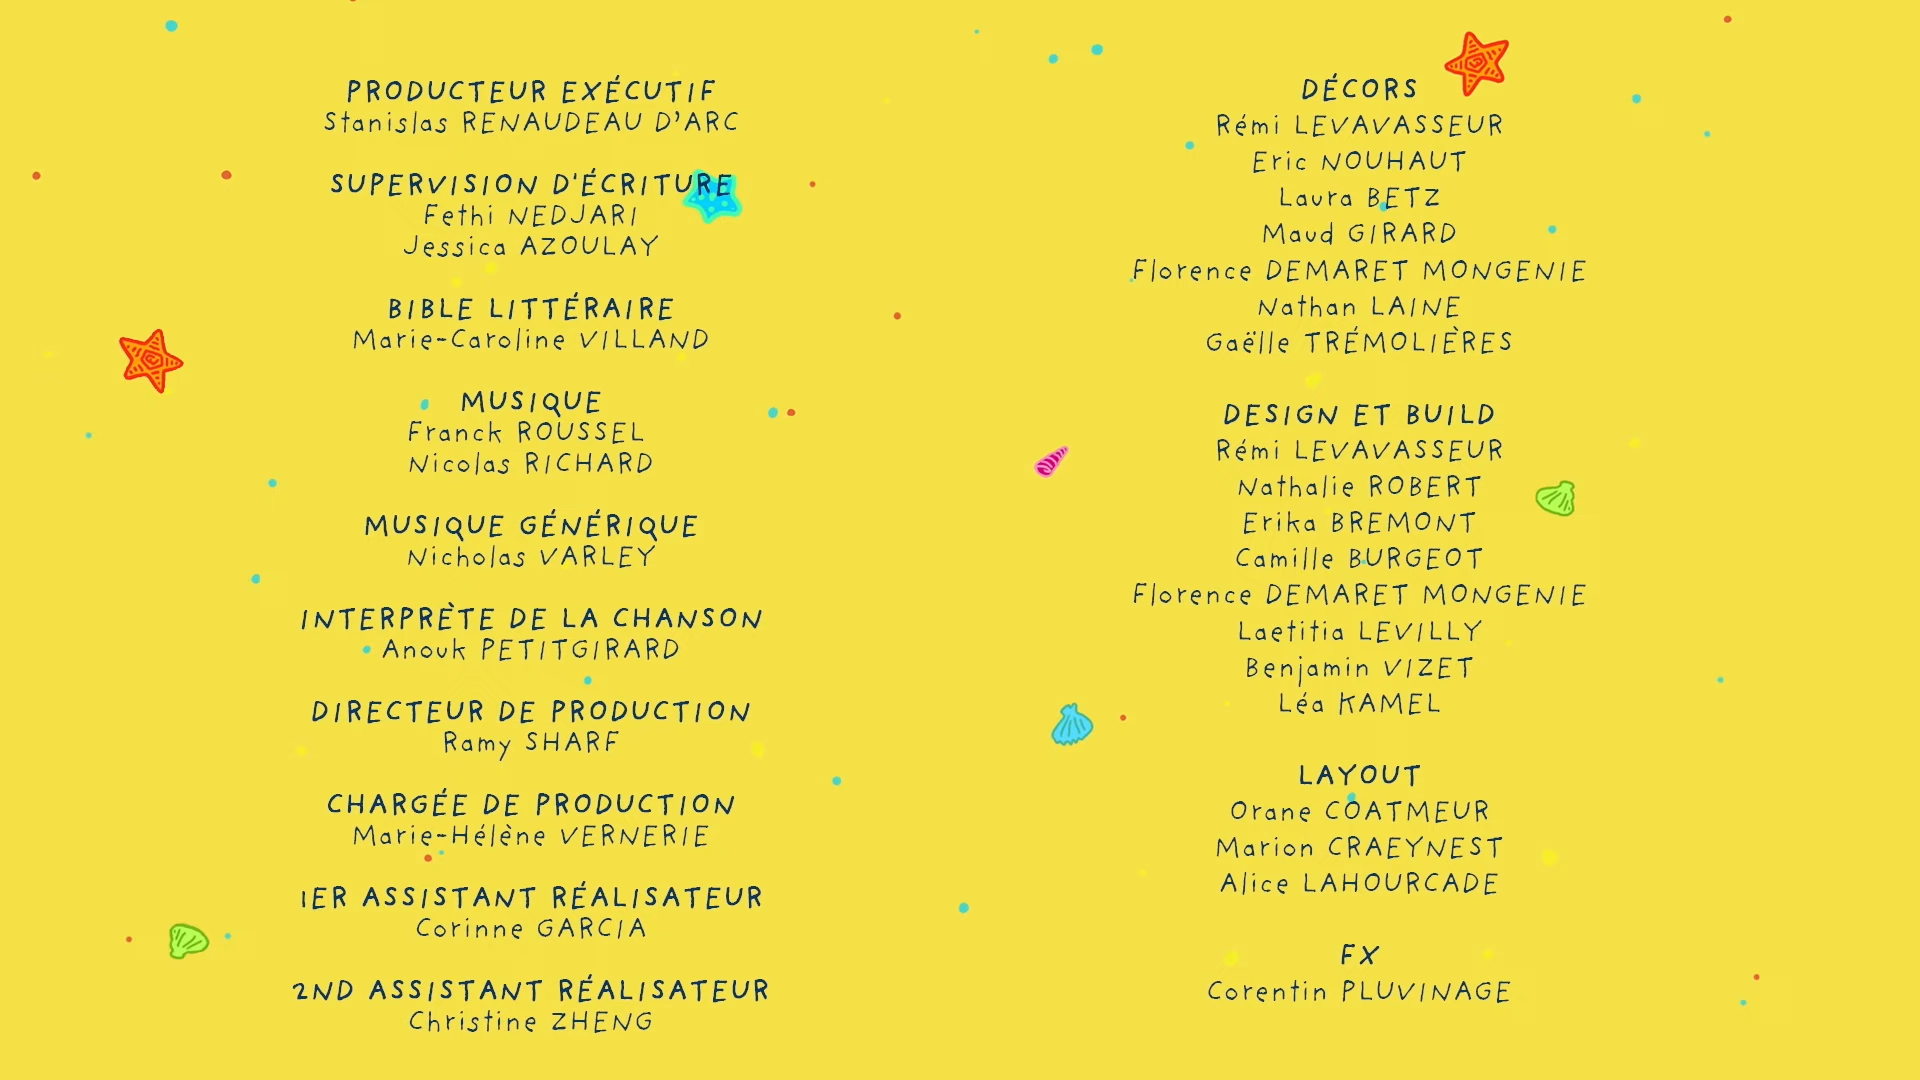 PRODUCTEUR EXÉCUTIF
Stanislas RENAUDEAU D'ARC
SUPERVISION D'ÉCRITURE
Fethi NEDJARI
Jessica AZOULAY
BIBLE LITTÉRAIRE
Marie-Caroline VILLAND
MUSIQUE
Franck ROUSSEL
Nicolas RICHARD
MUSIQUE GÉNÉRIQUE
Nicholas VARLEY
INTERPRÈTE DE LA CHANSON
Anouk PETITGIRARD
DIRECTEUR DE PRODUCTION
Ramy SHARF
CHARGÉE DE PRODUCTION
Marie-Hélène VERNERIE
1ER ASSISTANT RÉALISATEUR
Corinne GARCIA
2ND ASSISTANT RÉALISATEUR
Christine ZHENG
DÉCORS
Rémi LEVAVASSEUR
Eric NOUHAUT
Laura BETZ
Maud GIRARD
Florence DEMARET MONGENIE
Nathan LAINE
Gaëlle TRÉMOLIÈRES
DESIGN ET BUILD
Rémi LEVAVASSEUR
Nathalie ROBERT
Erika BREMONT
Camille BURGEOT
Florence DEMARET MONGENIE
Laetitia LEVILLY
Benjamin VIZET
Léa KAMEL
LAYOUT
Orane COATMEUR
Marion CRAEYNEST
Alice LAHOURCADE
FX
Corentin PLUVINAGE